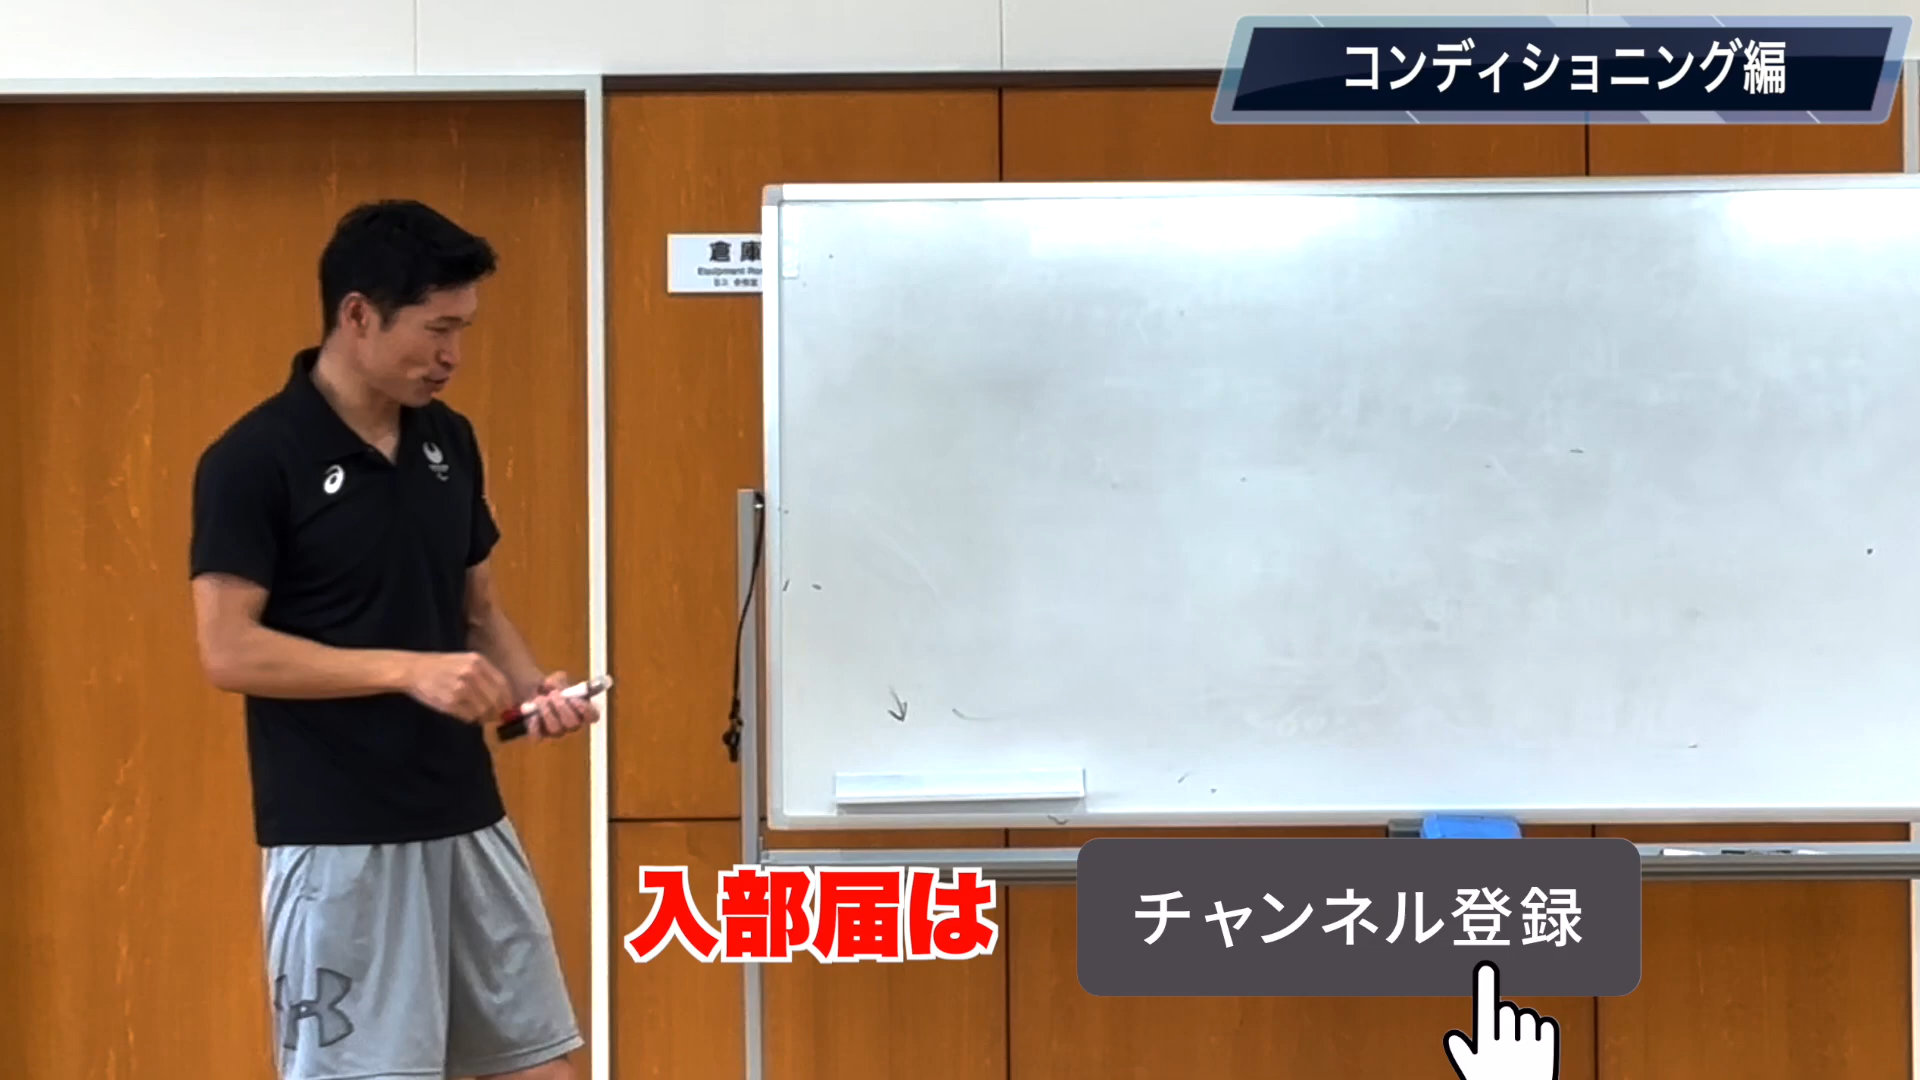 コンディショニング編
倉庫
Equipment
入部届は
チャンネル登録